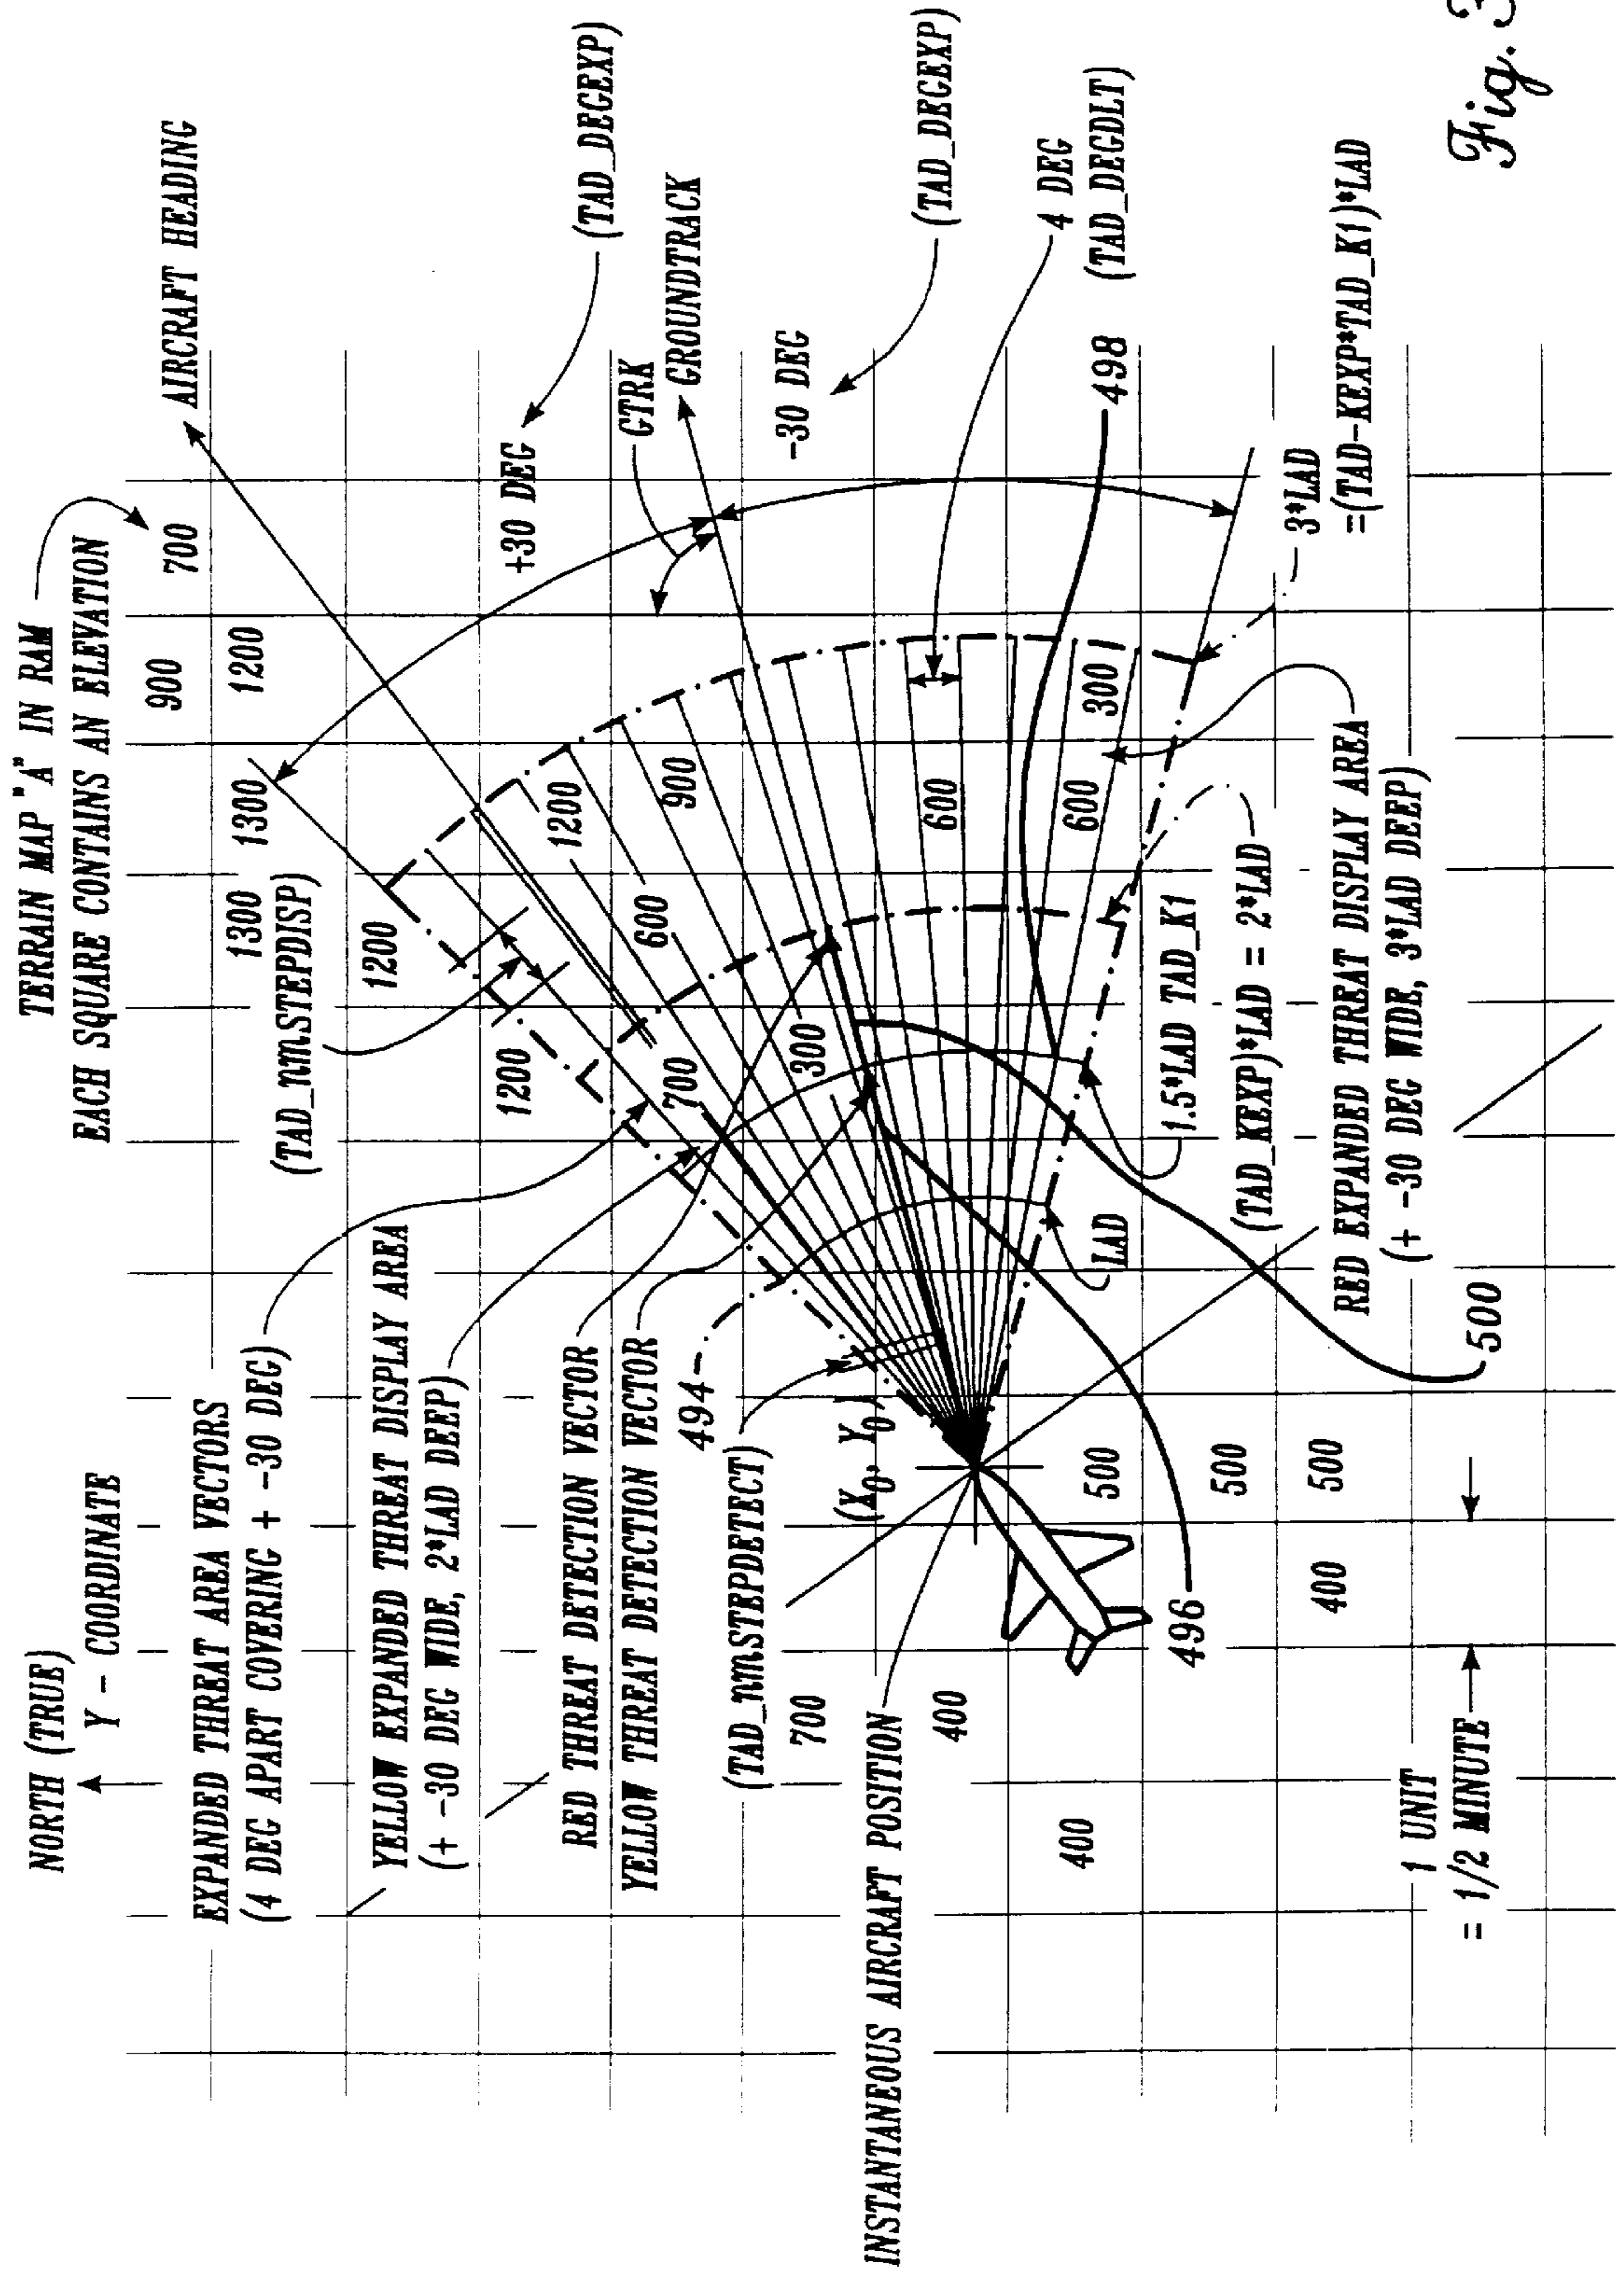 NORTH (TRUE)
Y - COORDINATE
TERRAIN MAP "A" IN RAM
EACH SQUARE CONTAINS AN ELEVATION
900
700
1200
AIRCRAFT HEADING
EXPANDED THREAT AREA VECTORS
(4 DEG APART COVERING + -30 DEG)
1300
1300
(TAD_nmSTEPDISP)
1200
YELLOW EXPANDED THREAT DISPLAY AREA
(+ -30 DEG WIDE, 2*LAD DEEP)
1200
+30 DEG
(TAD_DEGEXP)
RED THREAT DETECTION VECTOR
YELLOW THREAT DETECTION VECTOR
1200
GTRK
GROUNDTRACK
494
700
600
900
(TAD_nmSTEPDETECT)
300
-30 DEG
(TAD_DEGEXP)
700
(X0, Y0)
400
600
4 DEG
(TAD_DEGDLT)
INSTANTANEOUS AIRCRAFT POSITION
400
500
LAD
600
300
498
1.5*LAD TAD_K1
496
500
(TAD_KEXP)*LAD = 2*LAD
3*LAD
=(TAD-KEXP*TAD_K1)*LAD
400
500
RED EXPANDED THREAT DISPLAY AREA
(+ -30 DEG WIDE, 3*LAD DEEP)
1 UNIT
= 1/2 MINUTE
500
Fig. 3